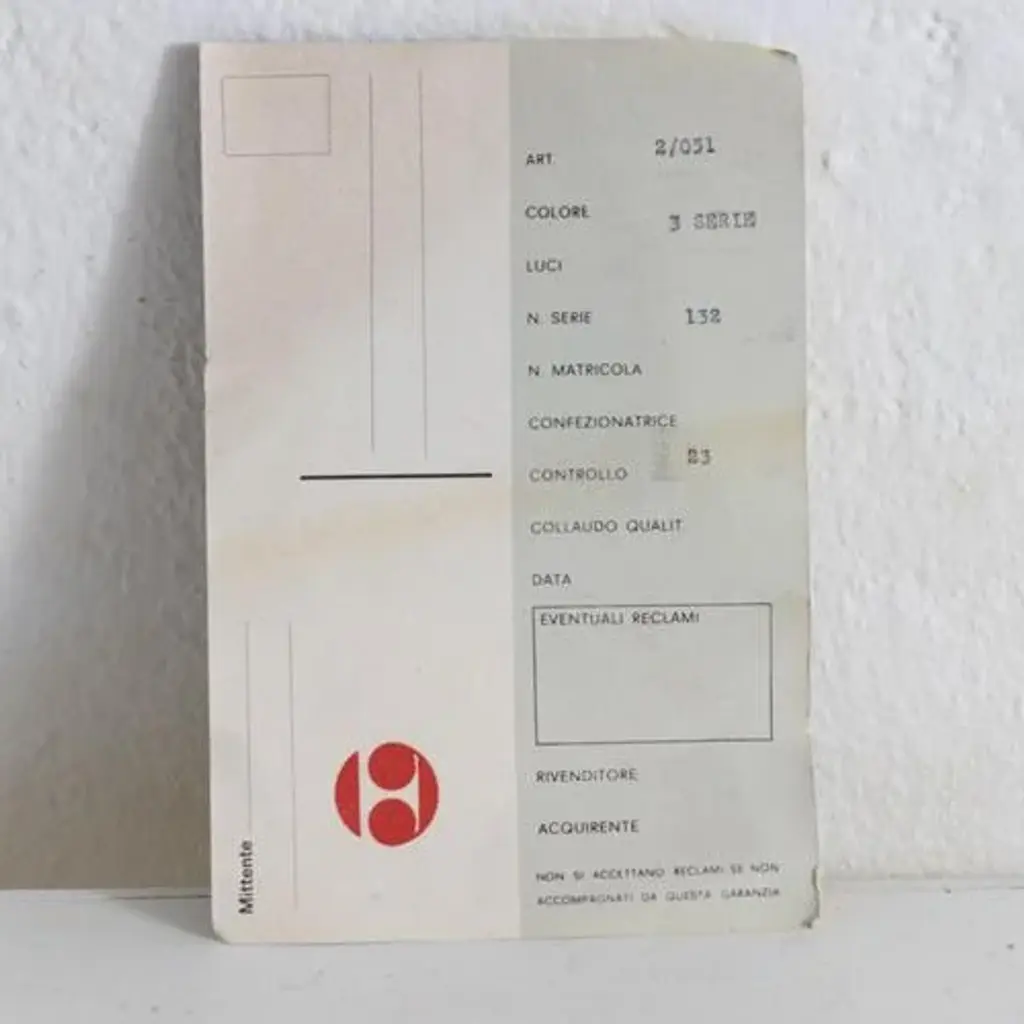 ART. 2/051
COLORE 3 SERIE
LUCI
N. SERIE 132
N. MATRICOLA
CONFEZIONATRICE
CONTROLLO 23
COLLAUDO QUALIT
DATA
EVENTUALI RECLAMI
RIVENDITORE
ACQUIRENTE
NON SI ACCETTANO RECLAMI SE NON
ACCOMPAGNATI DA QUESTA GARANZIA
Mittente